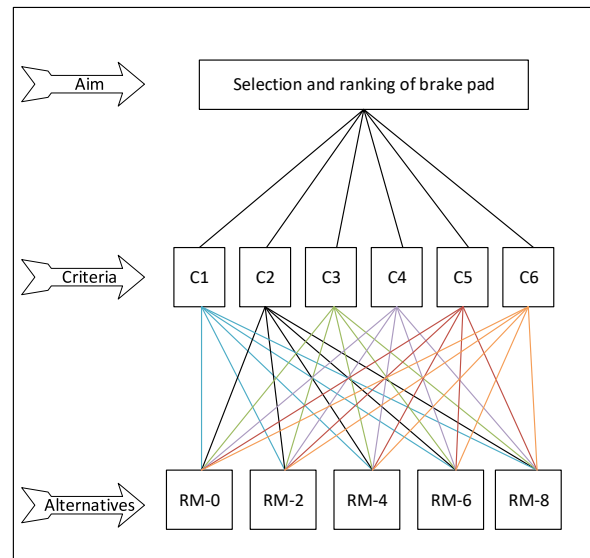 Aim
Selection and ranking of brake pad
Criteria
C1 C2 C3 C4 C5 C6
Alternatives
RM-0 RM-2 RM-4 RM-6 RM-8